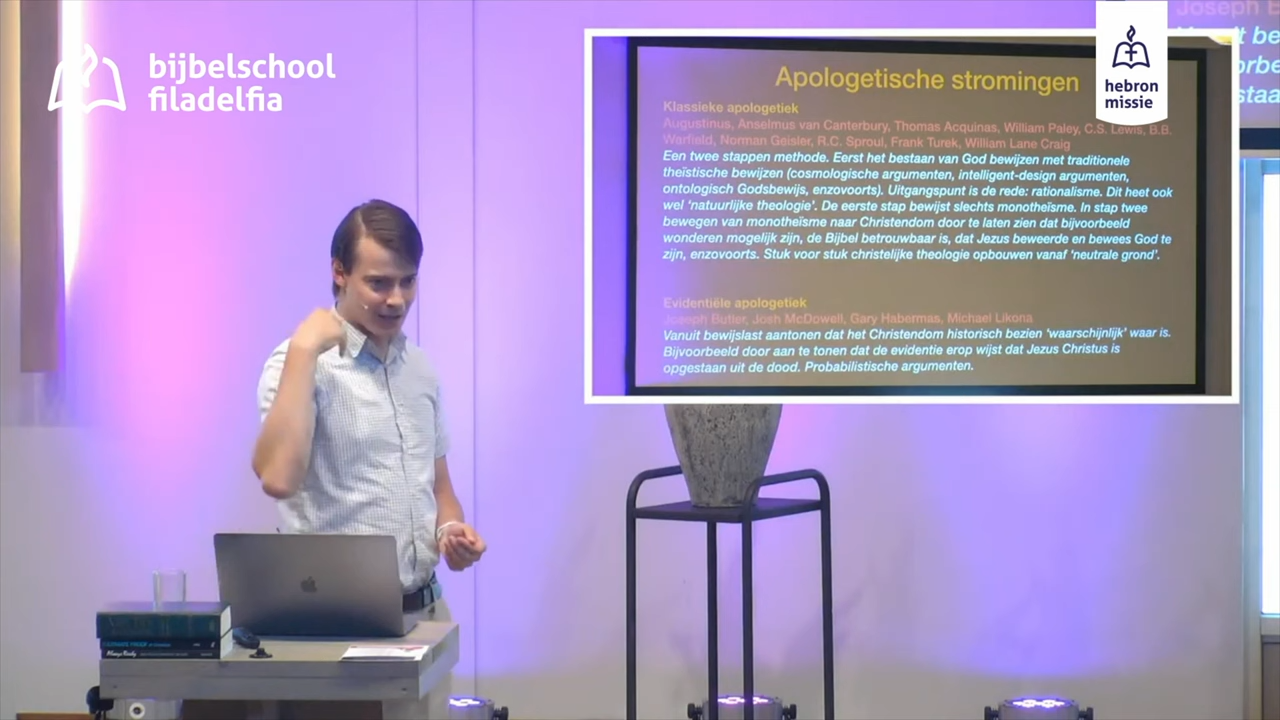 bijbelschool
filadelfia
hebron
missie
Joseph B
t be
orbe
staa
Apologetische stromingen
Klassieke apologetiek
Augustinus, Anselmus van Canterbury, Thomas Acquinas, William Paley, C.S. Lewis, B.B.
Warfield, Norman Geisler, R.C. Sproul, Frank Turek, William Lane Craig
Een twee stappen methode. Eerst het bestaan van God bewijzen met traditionele
theïstische bewijzen (cosmologische argumenten, intelligent-design argumenten,
ontologisch Godsbewijs, enzovoorts). Uitgangspunt is de rede: rationalisme. Dit heet ook
wel 'natuurlijke theologie'. De eerste stap bewijst slechts monotheïsme. In stap twee
bewegen van monotheïsme naar Christendom door te laten zien dat bijvoorbeeld
wonderen mogelijk zijn, de Bijbel betrouwbaar is, dat Jezus beweerde en bewees God te
zijn, enzovoorts. Stuk voor stuk christelijke theologie opbouwen vanaf 'neutrale grond'.
Evidentiële apologetiek
Joseph Butler, Josh McDowell, Gary Habermas, Michael Likona
Vanuit bewijslast aantonen dat het Christendom historisch bezien 'waarschijnlijk' waar is.
Bijvoorbeeld door aan te tonen dat de evidentie erop wijst dat Jezus Christus is
opgestaan uit de dood. Probabilistische argumenten.
Always Ready